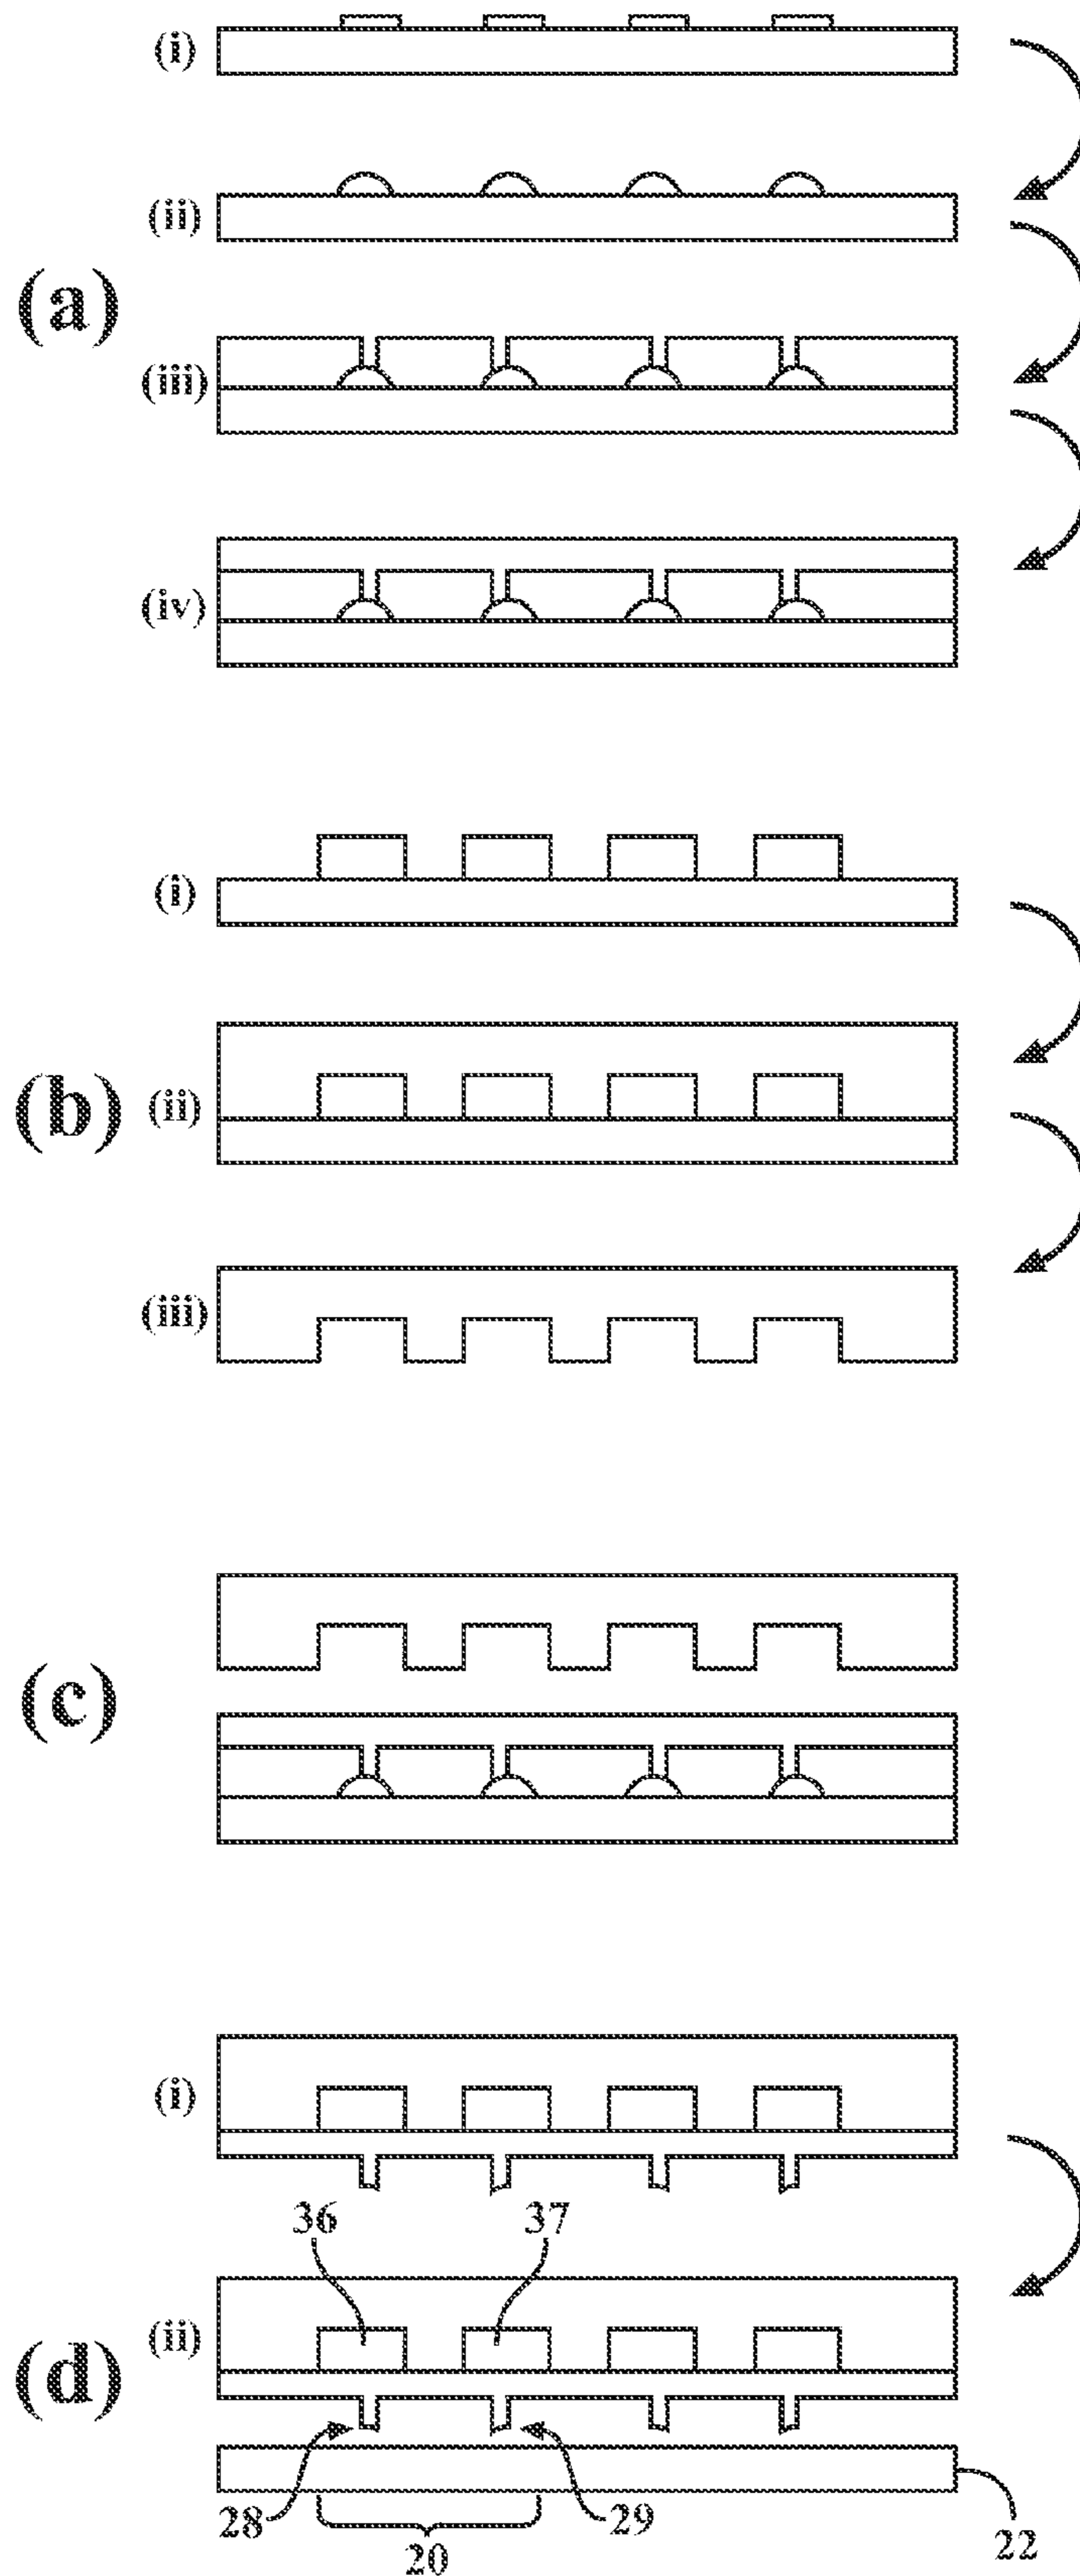 (i)
(ii)
(a)
(iii)
(iv)
(i)
(b) (ii)
(iii)
(c)
(i)
36 37
(ii)
(d)
28 29
20 22